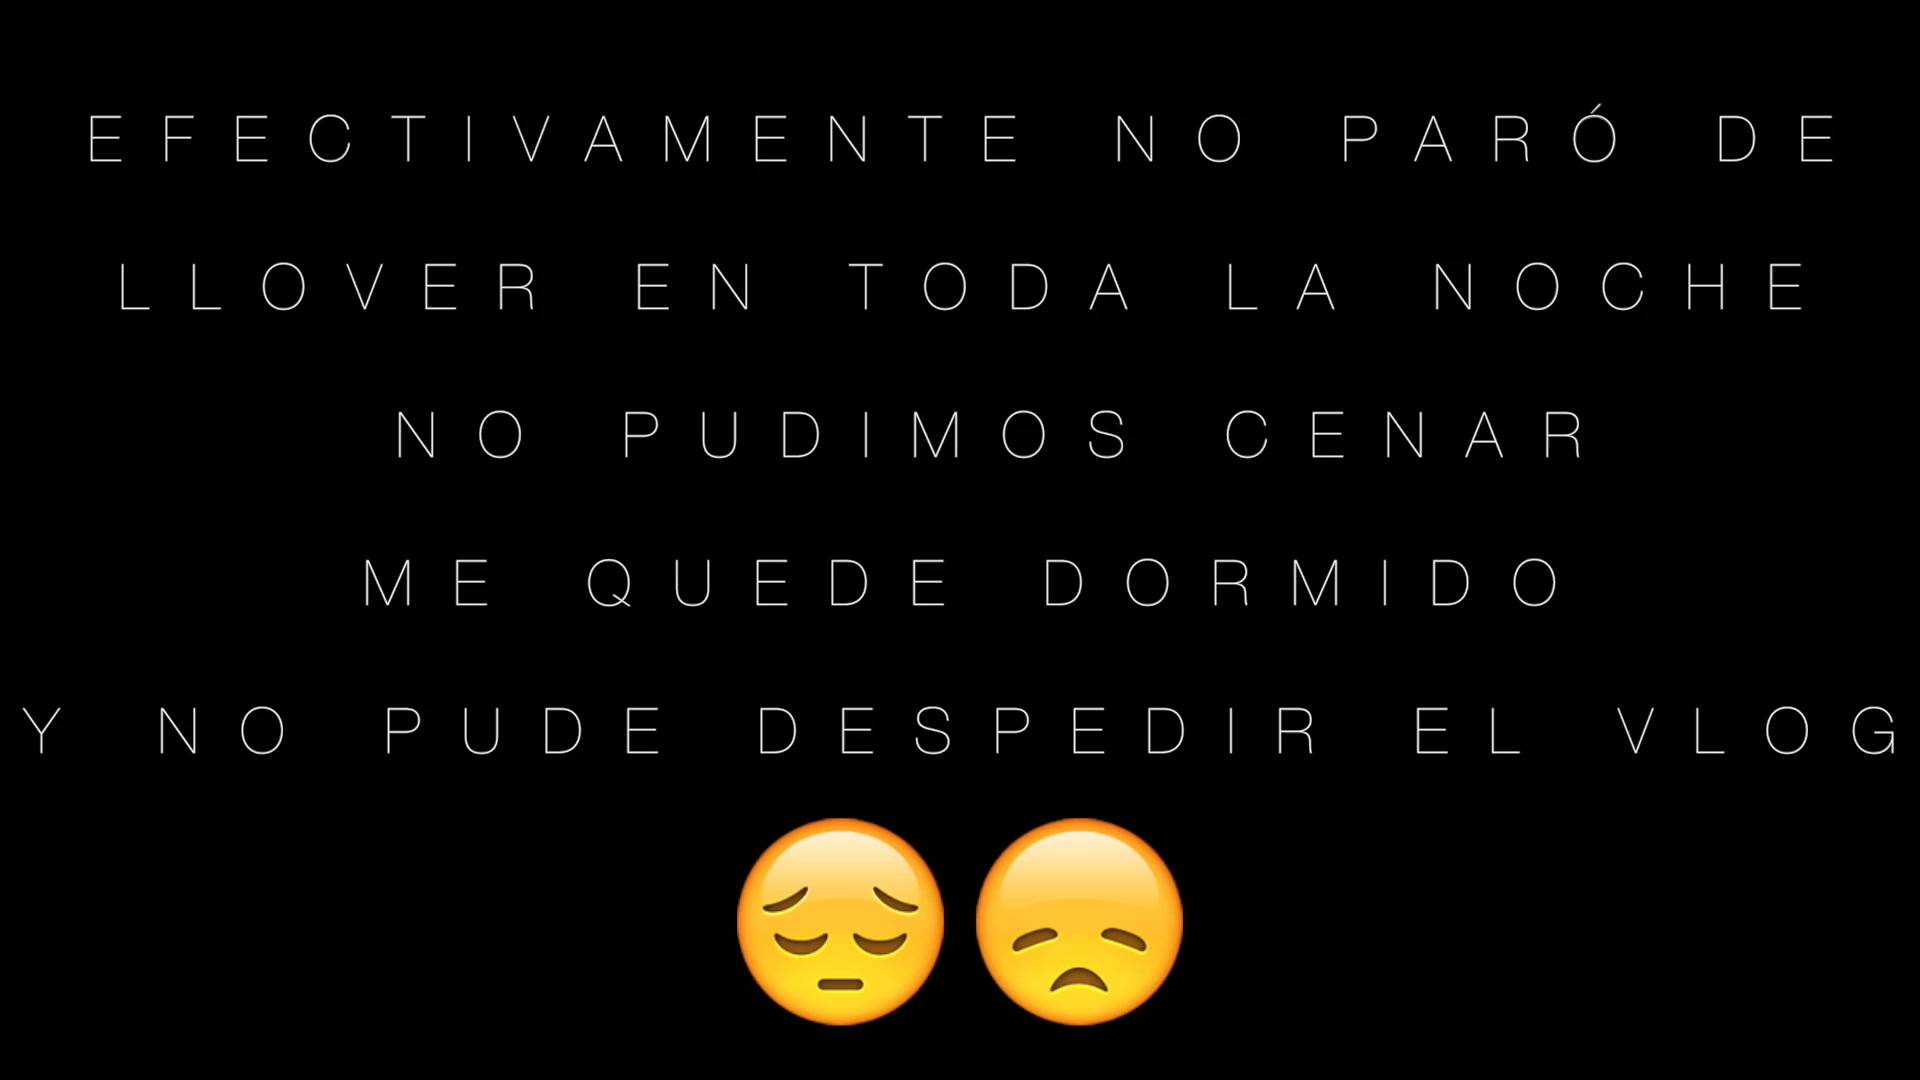 EFECTIVAMENTE NO PARÓ DE
LLOVER EN TODA LA NOCHE
NO PUDIMOS CENAR
ME QUEDE DORMIDO
Y NO PUDE DESPEDIR EL VLOG